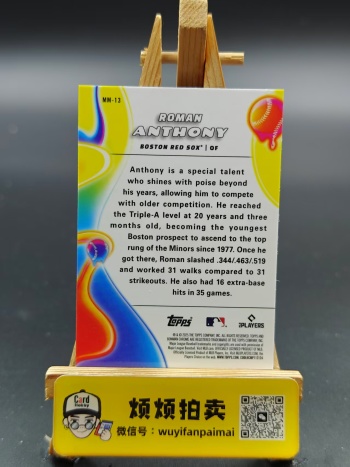 MM-13
ROMAN
ANTHONY
BOSTON RED SOX | OF
Anthony is a special talent
who shines with poise beyond
his years, allowing him to compete
with older competition. He reached
the Triple-A level at 20 years and three
months old, becoming the youngest
Boston prospect to ascend to the top
rung of the Minors since 1977. Once he
got there, Roman slashed .344/.463/.519
and worked 31 walks compared to 31
strikeouts. He also had 16 extra-base
hits in 35 games.
Topps
PLAYERS
Card
烦烦拍卖
微信号：wuyifanpaimai